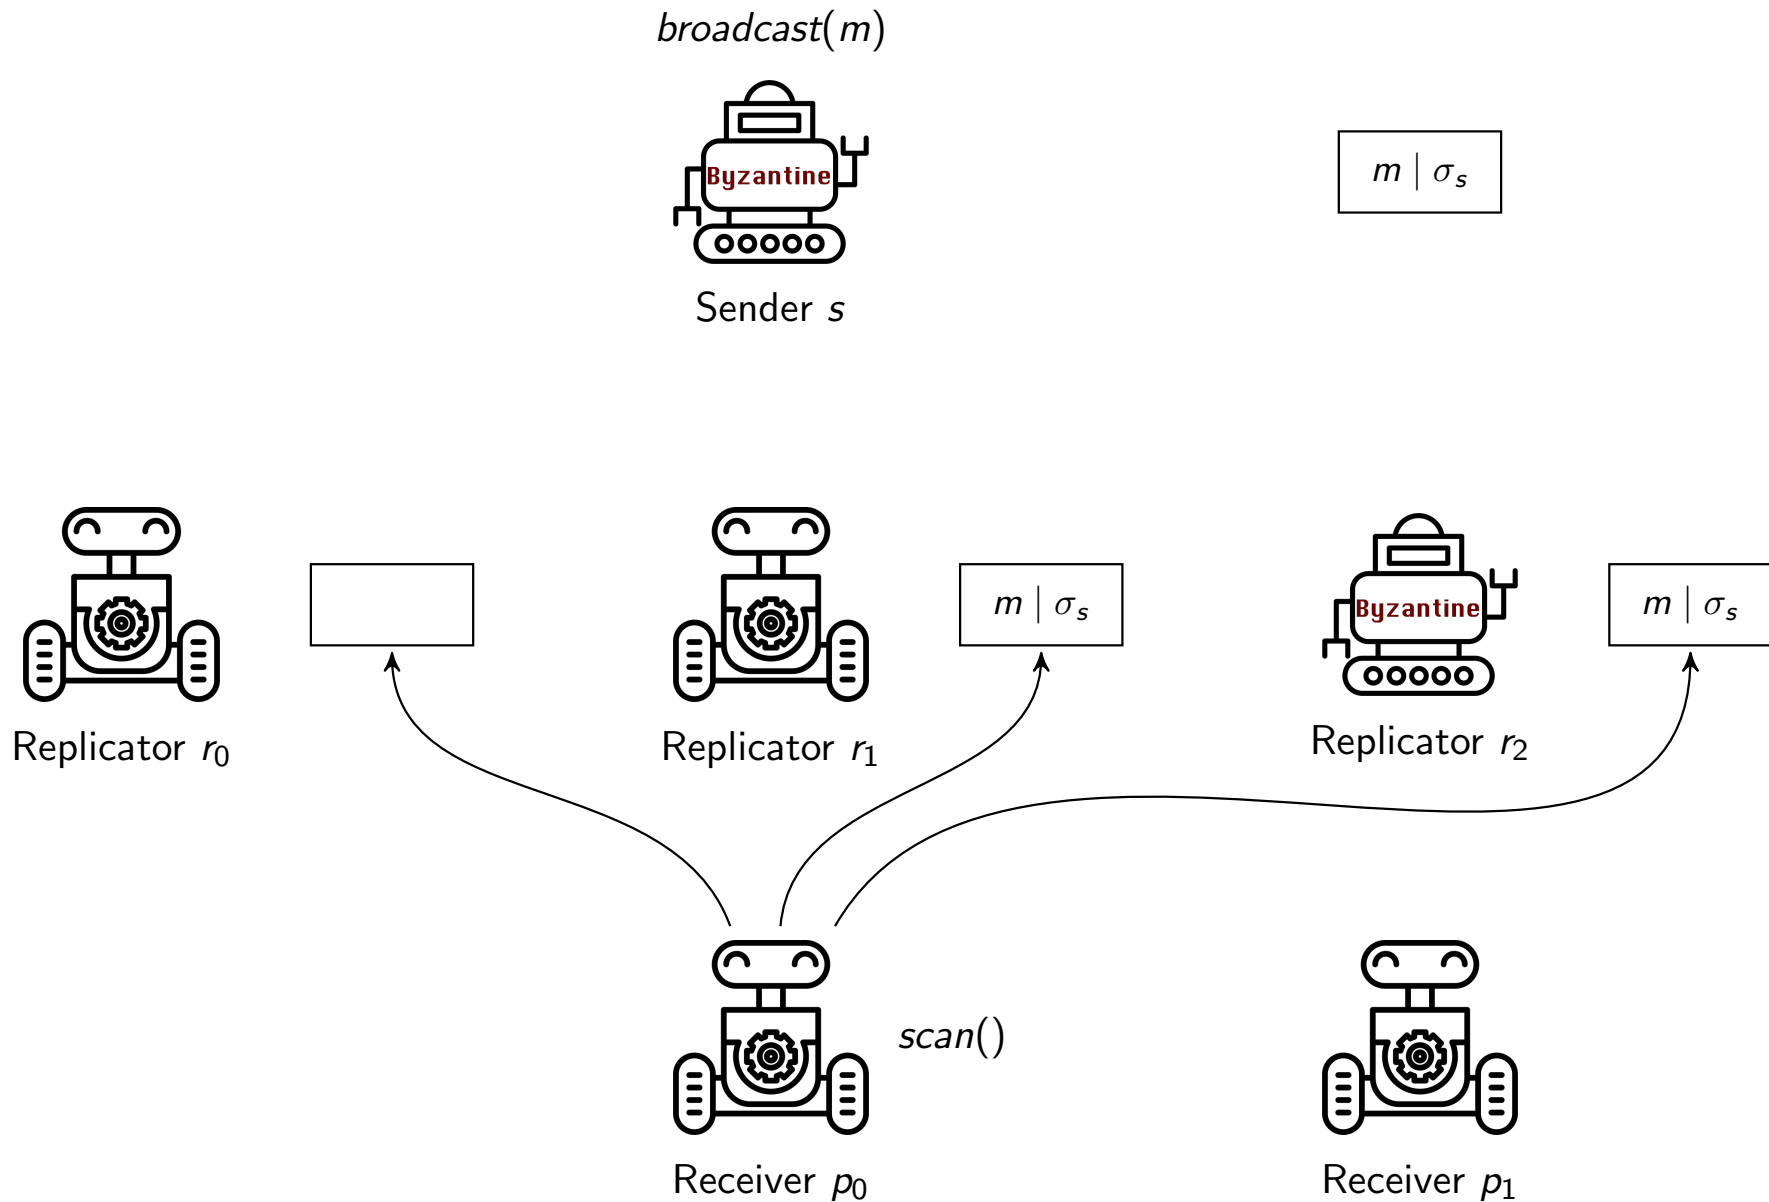 broadcast(m)
Byzantine
m | σₛ
Sender s
m | σₛ
Byzantine
m | σₛ
Replicator r₀
Replicator r₁
Replicator r₂
scan()
Receiver p₀
Receiver p₁